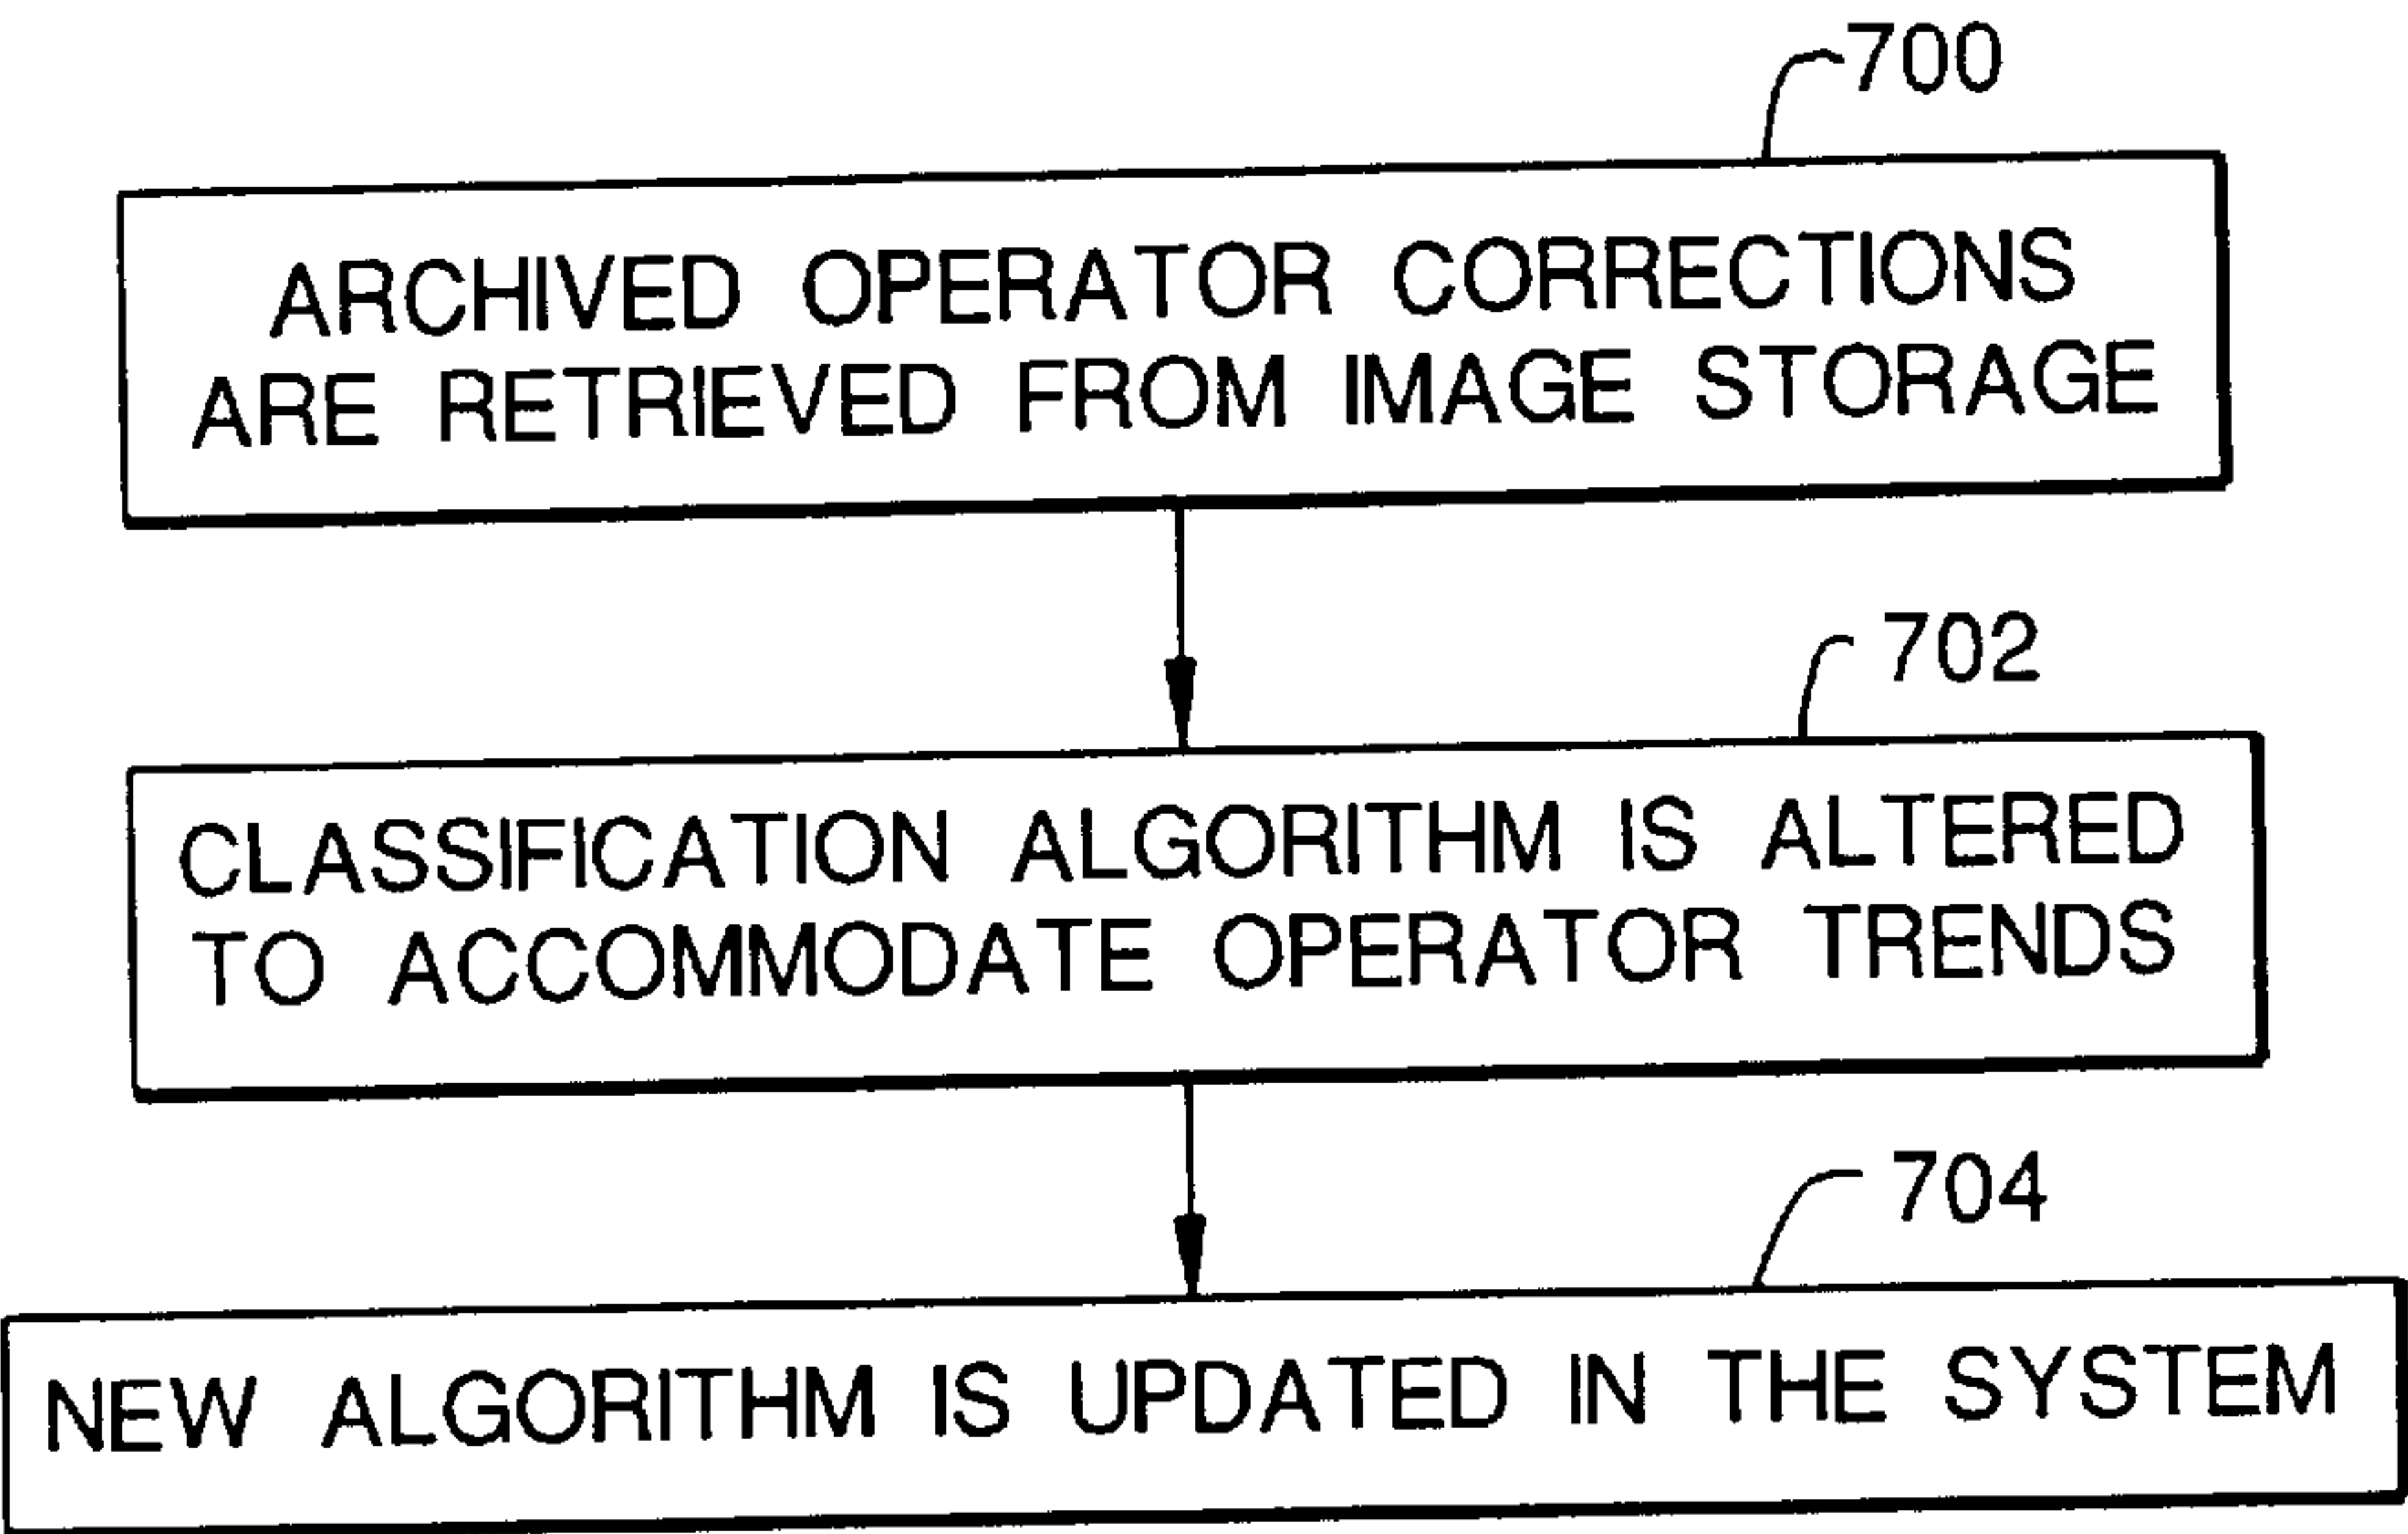 700
ARCHIVED OPERATOR CORRECTIONS
ARE RETRIEVED FROM IMAGE STORAGE
702
CLASSIFICATION ALGORITHM IS ALTERED
TO ACCOMMODATE OPERATOR TRENDS
704
NEW ALGORITHM IS UPDATED IN THE SYSTEM